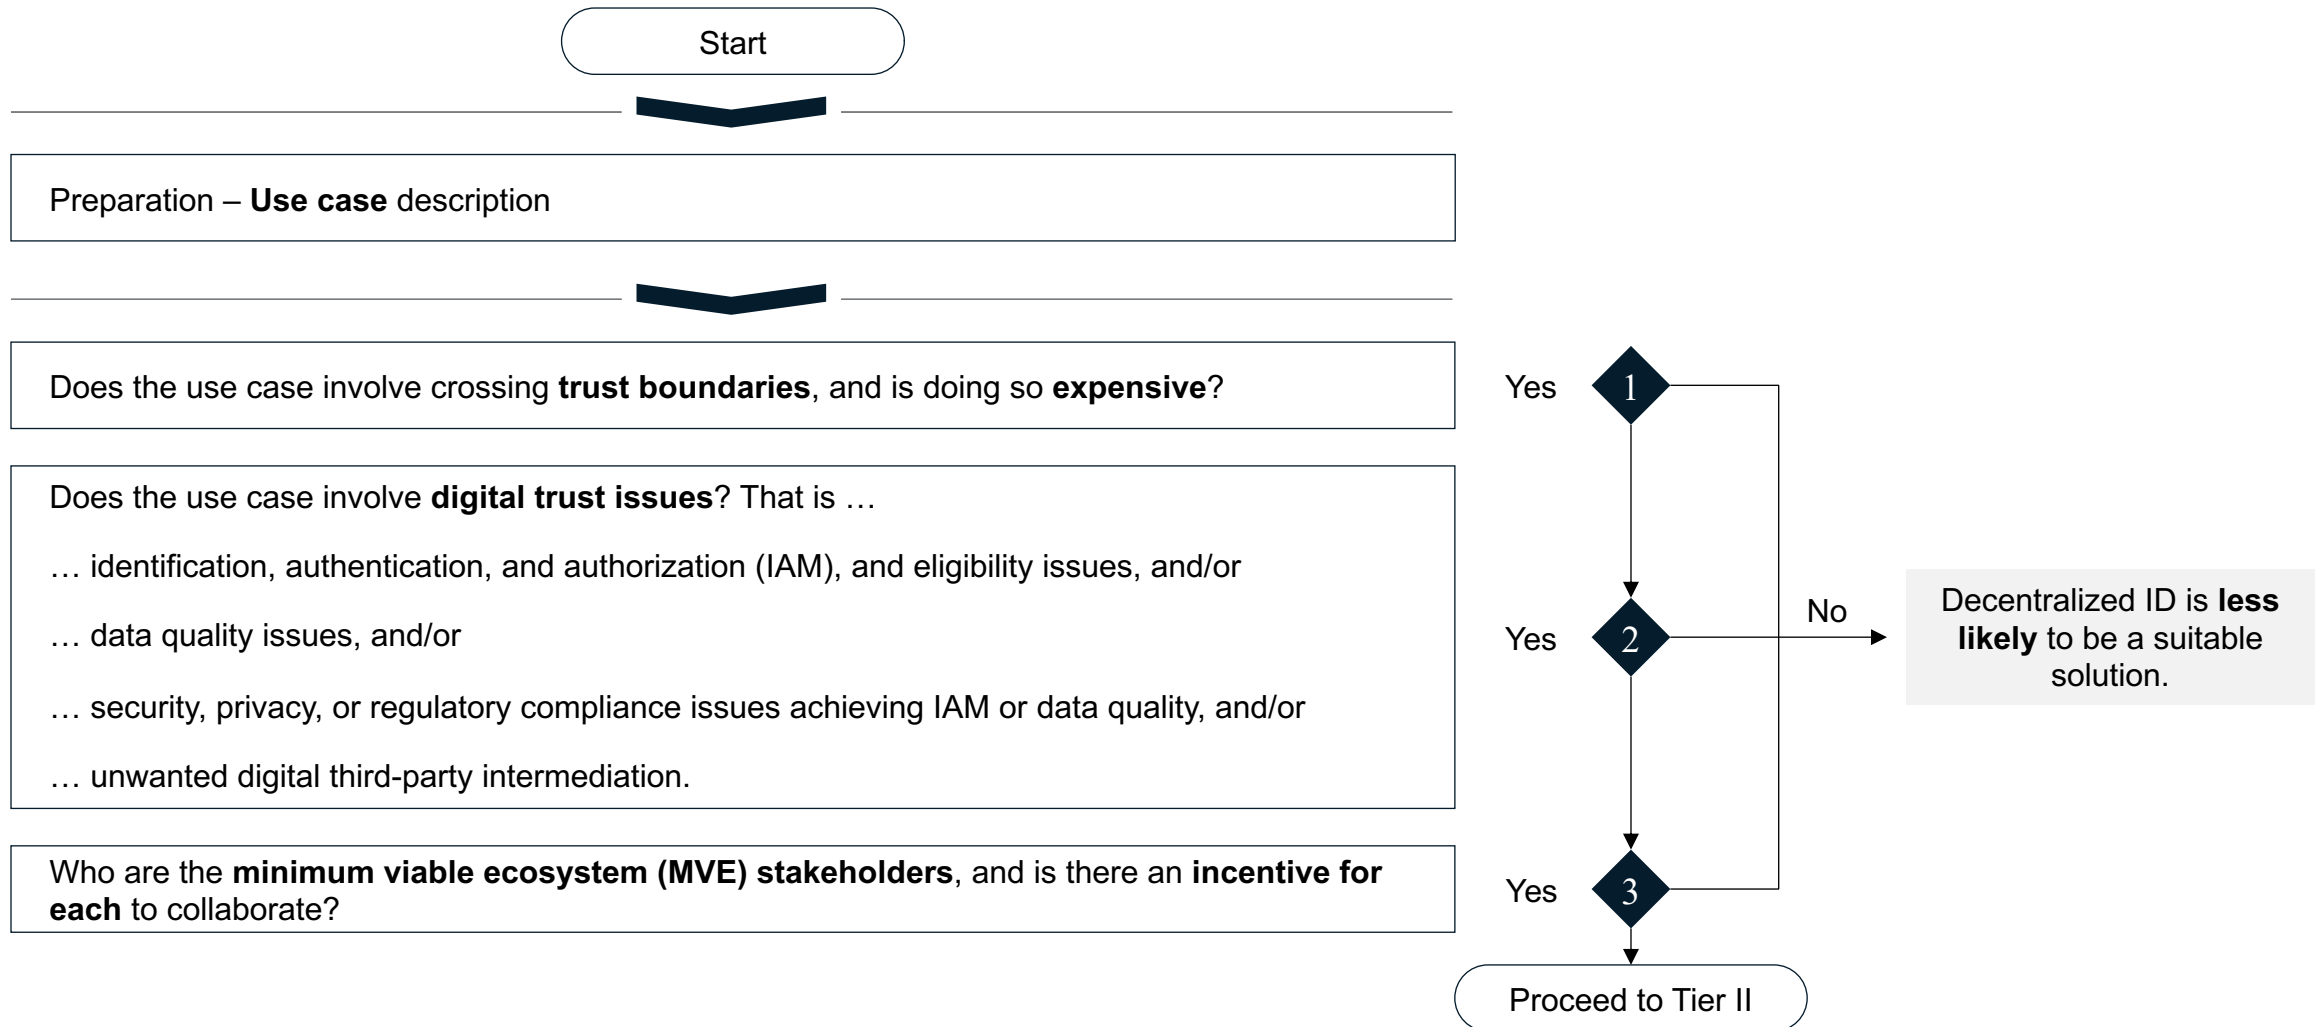 Start
Preparation – Use case description
Does the use case involve crossing trust boundaries, and is doing so expensive?
Yes
1
Does the use case involve digital trust issues? That is …
… identification, authentication, and authorization (IAM), and eligibility issues, and/or
… data quality issues, and/or
… security, privacy, or regulatory compliance issues achieving IAM or data quality, and/or
… unwanted digital third-party intermediation.
Yes
2
No
Decentralized ID is less
likely to be a suitable
solution.
Who are the minimum viable ecosystem (MVE) stakeholders, and is there an incentive for
each to collaborate?
Yes
3
Proceed to Tier II